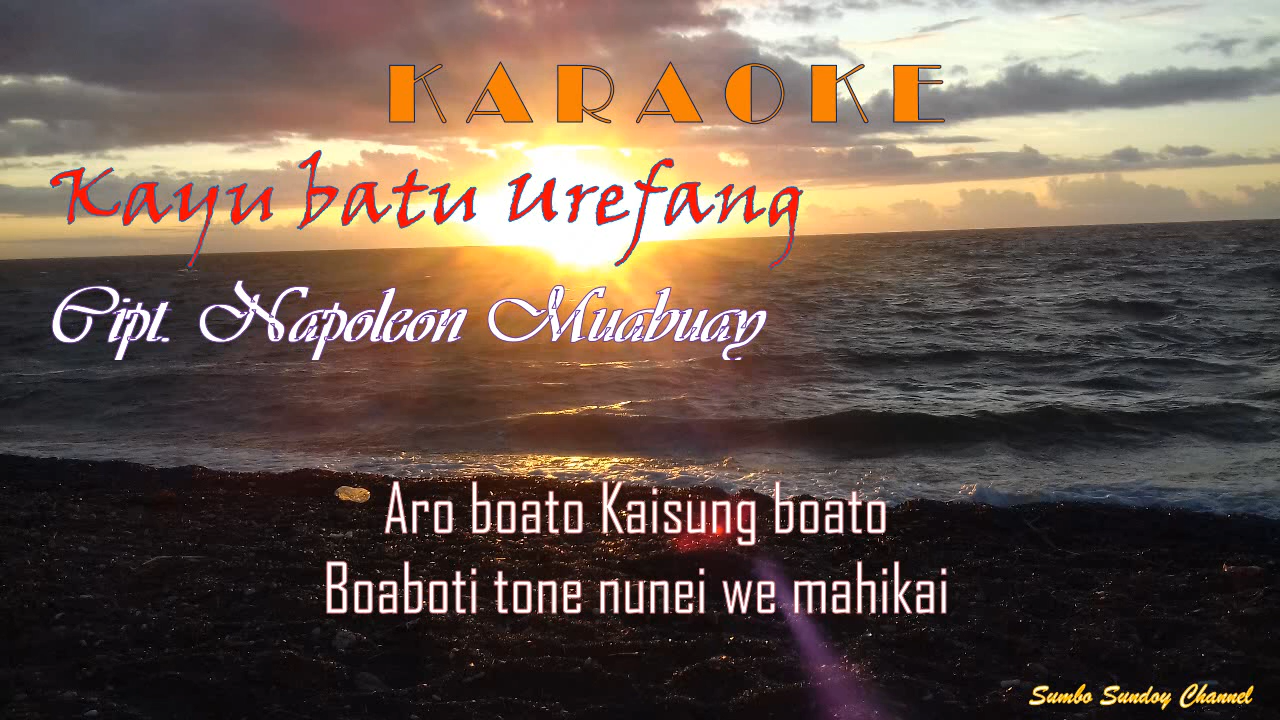 KARAOKE
Kayu batu Urefang
Cipt. Napoleon Muabuay
Aro boato Kaisung boato
Boaboti tone nunei we mahikai
Sumbo Sundoy Channel